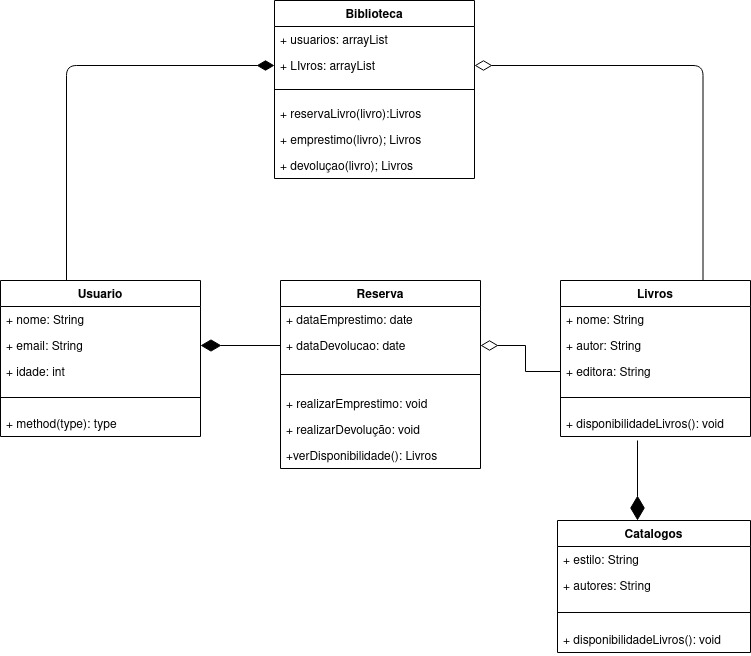 Biblioteca
+ usuarios: arrayList
+ LIvros: arrayList
+ reservaLivro(livro):Livros
+ emprestimo(livro); Livros
+ devoluçao(livro); Livros
Usuario
+ nome: String
+ email: String
+ idade: int
+ method(type): type
Reserva
+ dataEmprestimo: date
+ dataDevolucao: date
+ realizarEmprestimo: void
+ realizarDevolução: void
+verDisponibilidade(): Livros
Livros
+ nome: String
+ autor: String
+ editora: String
+ disponibilidadeLivros(): void
Catalogos
+ estilo: String
+ autores: String
+ disponibilidadeLivros(): void